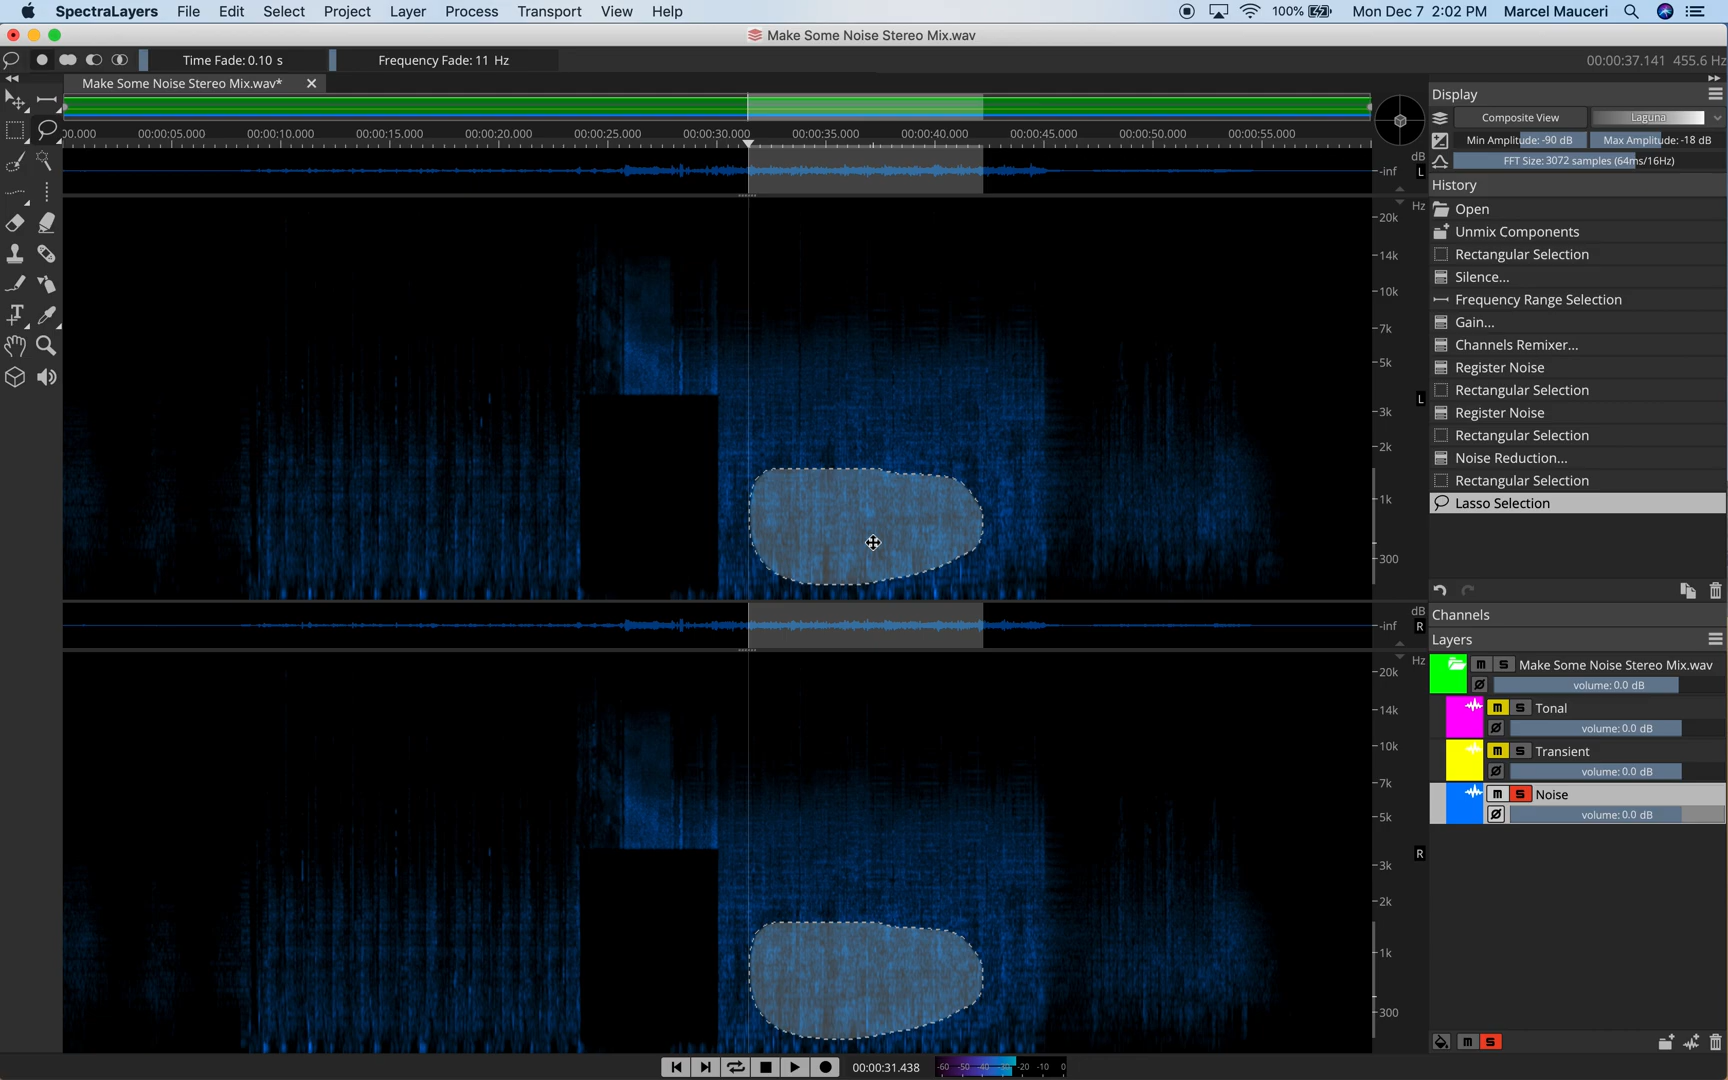 SpectraLayers File Edit Select Project Layer Process Transport View Help 100% Mon Dec 7 2:02 PM Marcel Mauceri
Make Some Noise Stereo Mix.wav
Time Fade: 0.10 s Frequency Fade: 11 Hz 00:00:37.141 455.6 Hz
Make Some Noise Stereo Mix.wav*
00.000 00:00:05.000 00:00:10.000 00:00:15.000 00:00:20.000 00:00:25.000 00:00:30.000 00:00:35.000 00:00:40.000 00:00:45.000 00:00:50.000 00:00:55.000
dB
-inf L
Hz
20k
14k
10k
7k
5k
L
3k
2k
1k
300
dB
-inf R
Hz
20k
14k
10k
7k
5k
R
3k
2k
1k
300
Display
Composite View Laguna
Min Amplitude: -90 dB Max Amplitude: -18 dB
FFT Size: 3072 samples (64ms/16Hz)
History
Open
Unmix Components
Rectangular Selection
Silence...
Frequency Range Selection
Gain...
Channels Remixer...
Register Noise
Rectangular Selection
Register Noise
Rectangular Selection
Noise Reduction...
Rectangular Selection
Lasso Selection
Channels
Layers
m s Make Some Noise Stereo Mix.wav
ø volume: 0.0 dB
m s Tonal
ø volume: 0.0 dB
m s Transient
ø volume: 0.0 dB
m s Noise
ø volume: 0.0 dB
m s
00:00:31.438 -60 -50 -40 -30 -20 -10 0